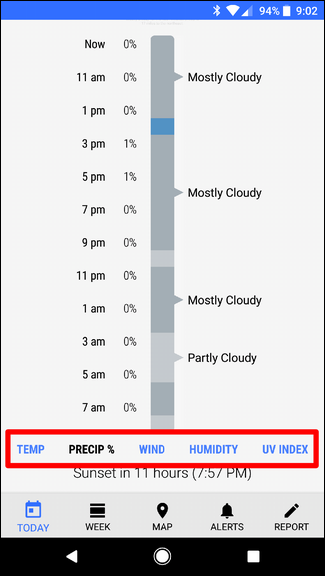 94% 9:02
Now 0%
11 am 0% Mostly Cloudy
1 pm 0%
3 pm 1%
5 pm 1% Mostly Cloudy
7 pm 0%
9 pm 0%
11 pm 0% Mostly Cloudy
1 am 0%
3 am 0% Partly Cloudy
5 am 0%
7 am 0%
TEMP PRECIP % WIND HUMIDITY UV INDEX
Sunset in 11 hours (7:57 PM)
TODAY WEEK MAP ALERTS REPORT